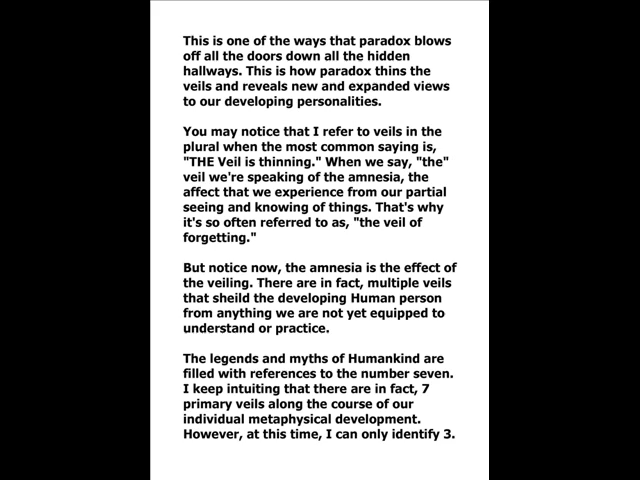 This is one of the ways that paradox blows
off all the doors down all the hidden
hallways. This is how paradox thins the
veils and reveals new and expanded views
to our developing personalities.
You may notice that I refer to veils in the
plural when the most common saying is,
"THE Veil is thinning." When we say, "the"
veil we're speaking of the amnesia, the
affect that we experience from our partial
seeing and knowing of things. That's why
it's so often referred to as, "the veil of
forgetting."
But notice now, the amnesia is the effect of
the veiling. There are in fact, multiple veils
that sheild the developing Human person
from anything we are not yet equipped to
understand or practice.
The legends and myths of Humankind are
filled with references to the number seven.
I keep intuiting that there are in fact, 7
primary veils along the course of our
individual metaphysical development.
However, at this time, I can only identify 3.